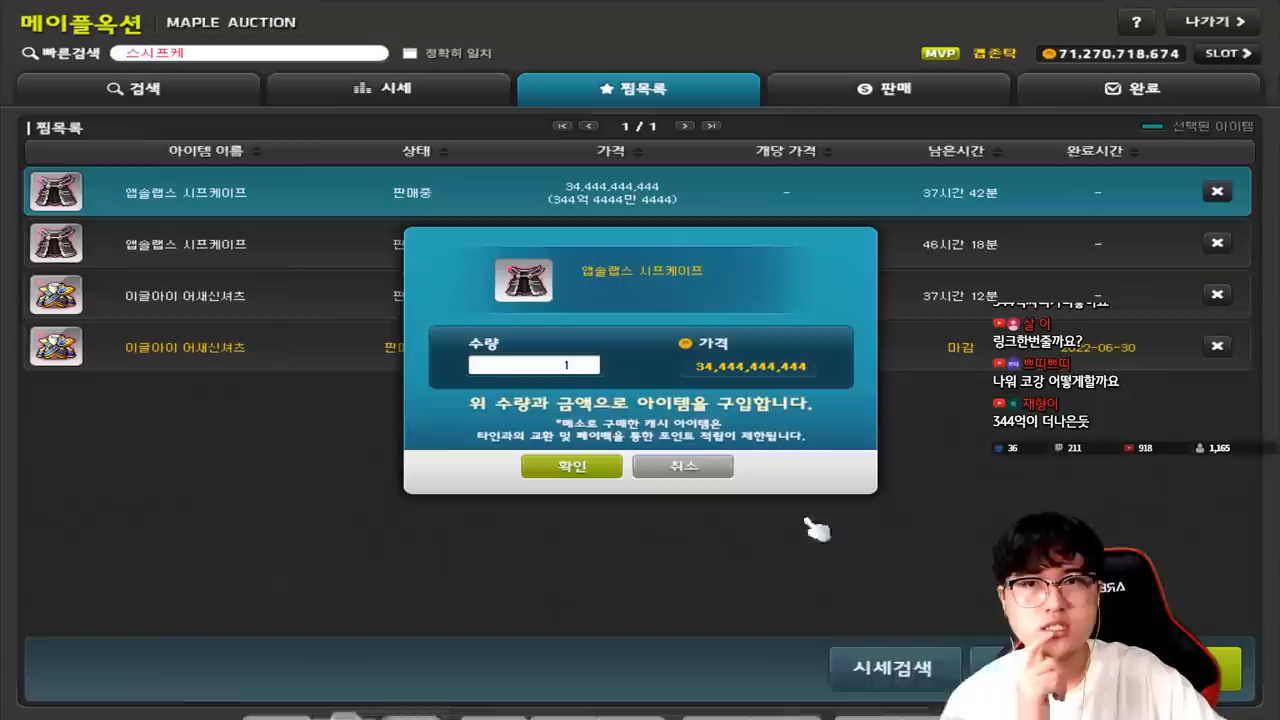 메이플옥션 MAPLE AUCTION
? 나가기 >
빠른검색 스시프케 정확히 일치
MVP 컵존탁 71,270,718,674 SLOT >
검색 시세 찜목록 판매 완료
찜목록 1 / 1 선택된 아이템
아이템 이름 상태 가격 개당 가격 남은시간 완료시간
앱솔랩스 시프케이프 판매중 34,444,444,444 - 37시간 42분 -
(344억 4444만 4444)
앱솔랩스 시프케이프 46시간 18분 -
이글아이 어새신셔츠 37시간 12분 -
이글아이 어새신셔츠 마감 2022-06-30
앱솔랩스 시프케이프
수량 가격
1 34,444,444,444
위 수량과 금액으로 아이템을 구입합니다.
*메소로 구매한 캐시 아이템은
타인과의 교환 및 페이백을 통한 포인트 적립이 제한됩니다.
확인 취소
살 이
링크한번줄까요?
쁘띠쁘띠
나워 코강 어떻게할까요
재형이
344억이 더나은듯
36 211 918 1,165
시세검색